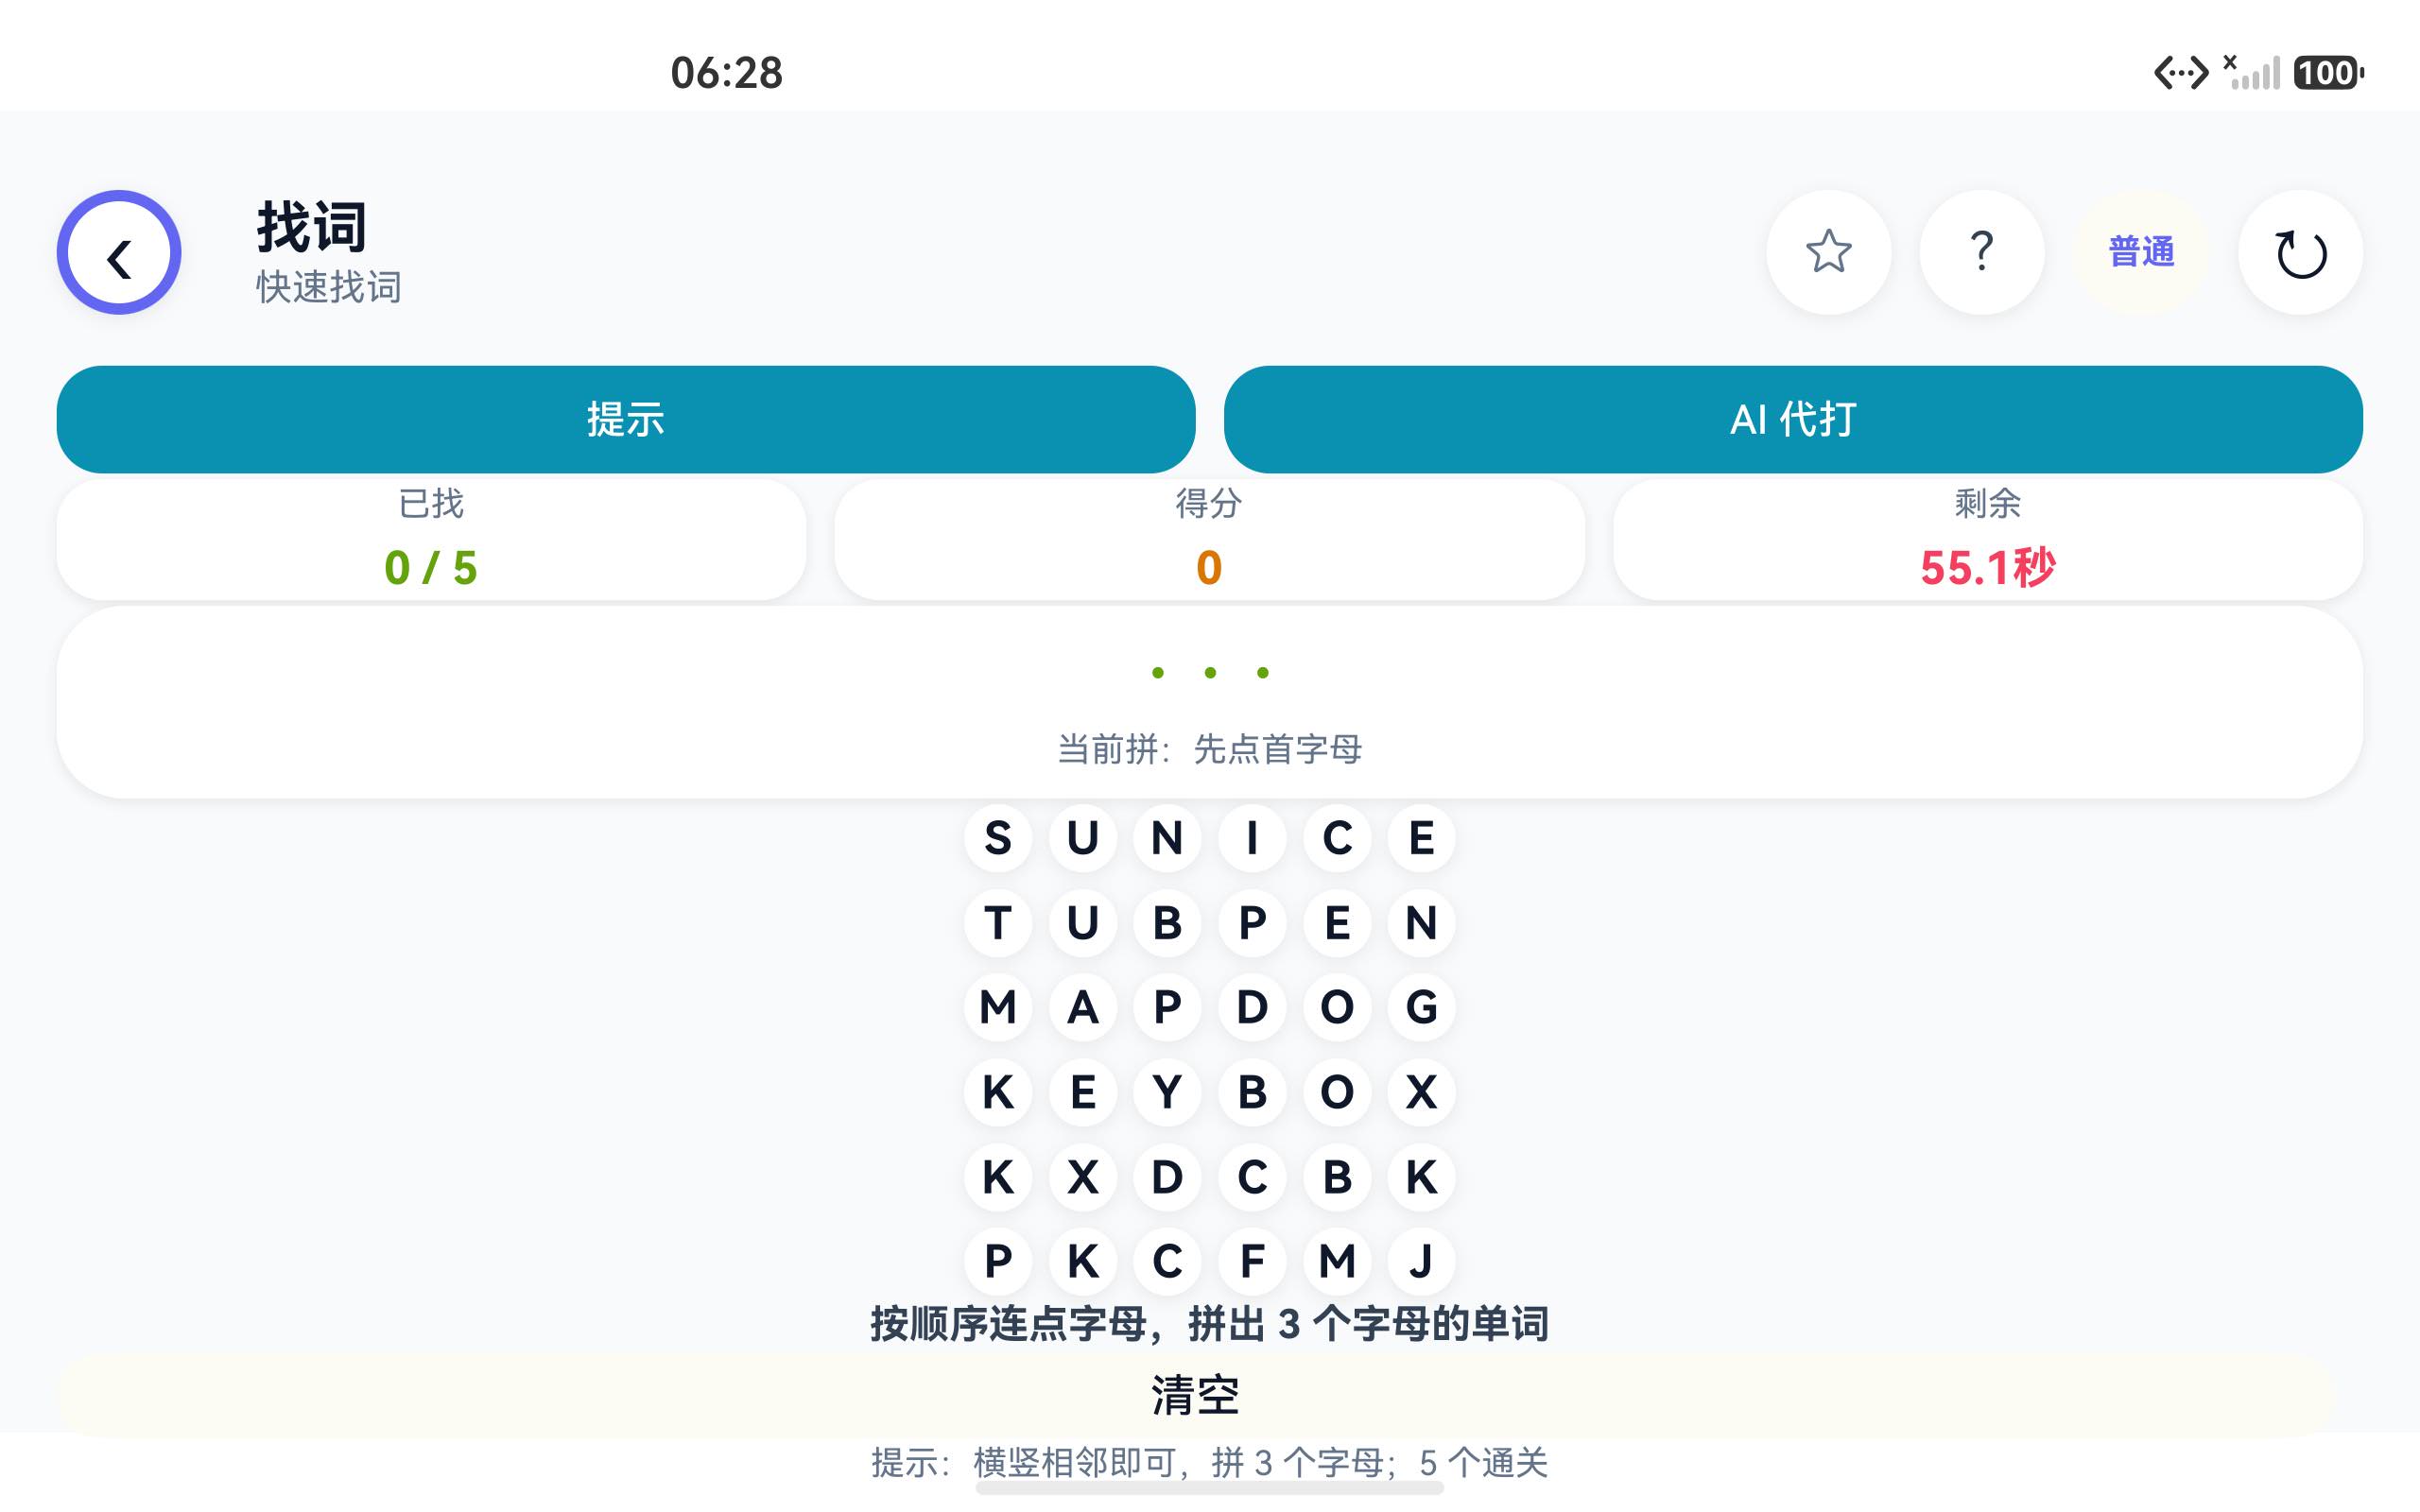 06:28
100
找词
快速找词
?
普通
提示
AI 代打
已找
0 / 5
得分
0
剩余
55.1秒
当前拼：先点首字母
S U N I C E
T U B P E N
M A P D O G
K E Y B O X
K X D C B K
P K C F M J
按顺序连点字母，拼出 3 个字母的单词
清空
提示：横竖相邻即可，拼 3 个字母；5 个通关